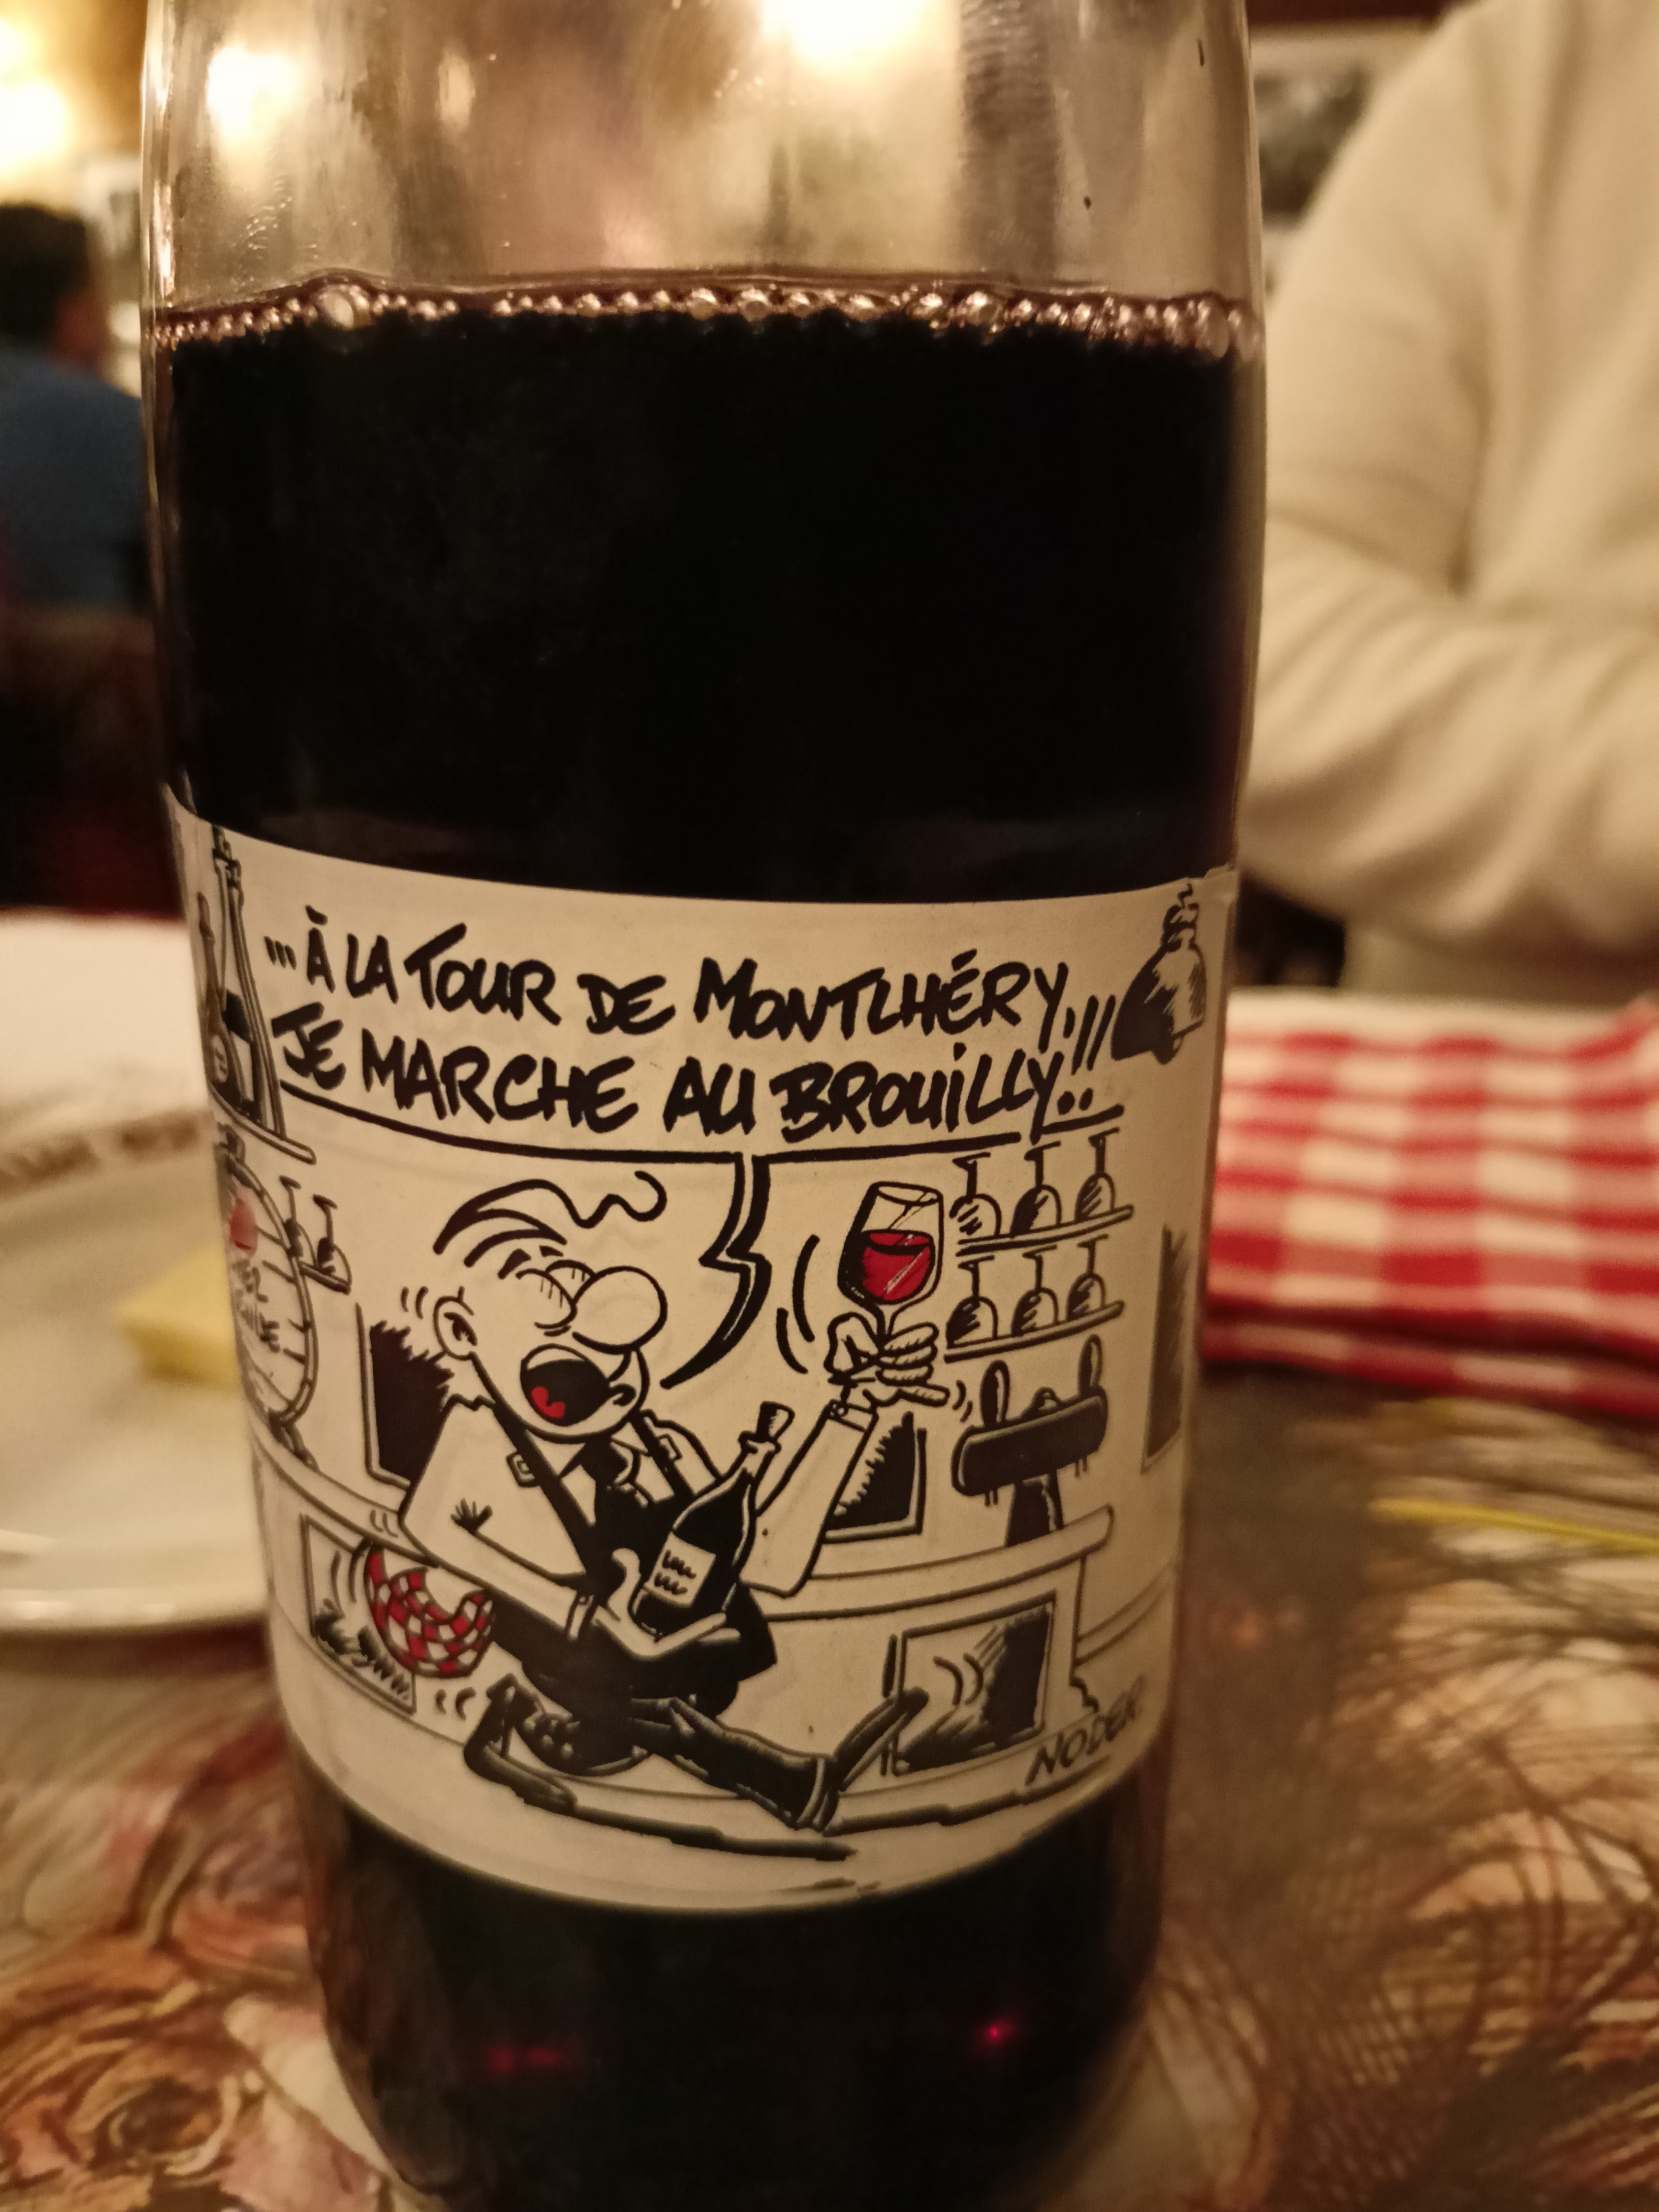 ...À LA TOUR DE MONTLHÉRY,
JE MARCHE AU BROUILLY!!
NODER.